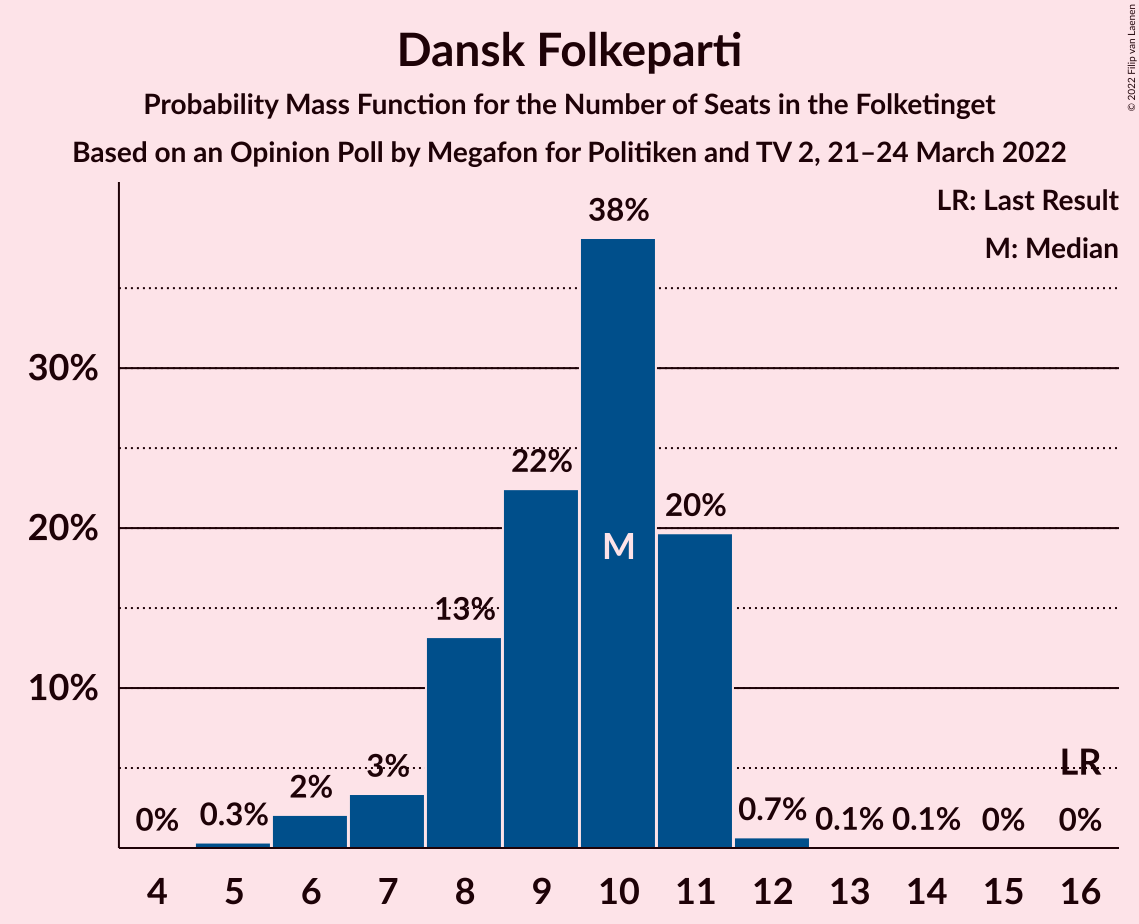 Dansk Folkeparti
Probability Mass Function for the Number of Seats in the Folketinget
Based on an Opinion Poll by Megafon for Politiken and TV 2, 21–24 March 2022
© 2022 Filip van Laenen
LR: Last Result
M: Median
38%
30%
22%
20%
20%
M
13%
10%
3%
LR
2%
0%
0.3%
0.7%
0.1%
0.1%
0%
0%
4 5 6 7 8 9 10 11 12 13 14 15 16